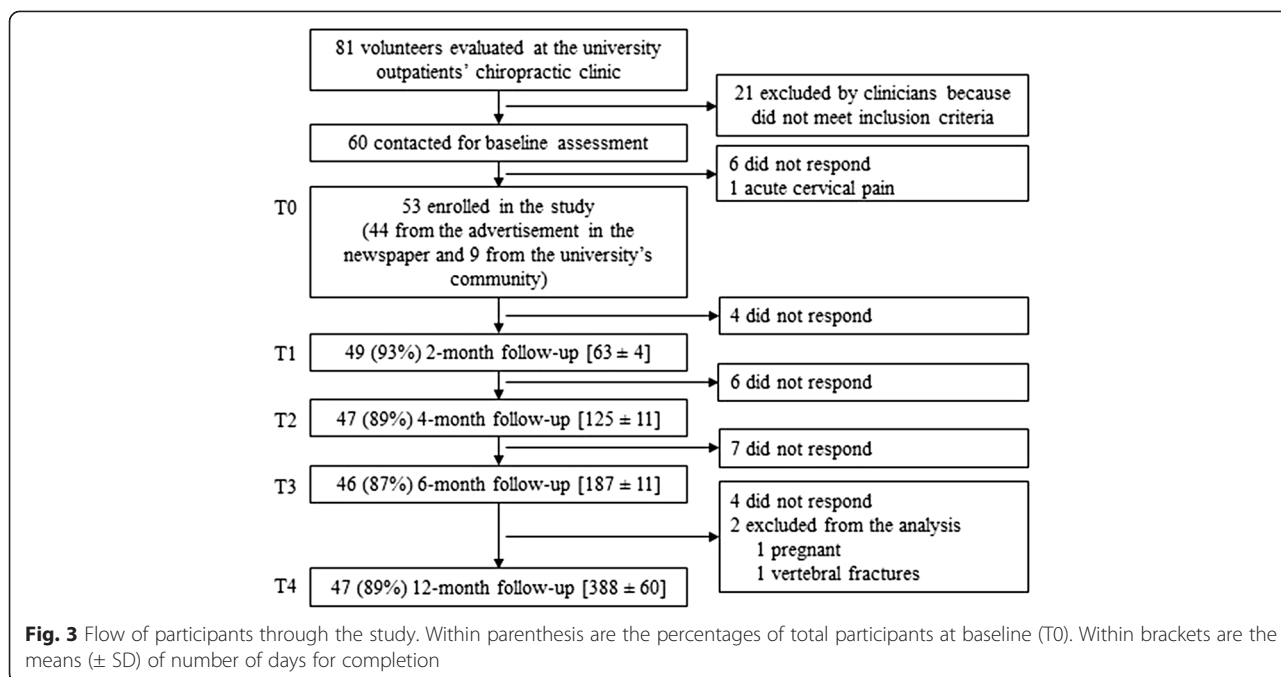 81 volunteers evaluated at the university
outpatients' chiropractic clinic
21 excluded by clinicians because
did not meet inclusion criteria
60 contacted for baseline assessment
6 did not respond
1 acute cervical pain
T0
53 enrolled in the study
(44 from the advertisement in the
newspaper and 9 from the university's
community)
4 did not respond
T1
49 (93%) 2-month follow-up [63 ± 4]
6 did not respond
T2
47 (89%) 4-month follow-up [125 ± 11]
7 did not respond
T3
46 (87%) 6-month follow-up [187 ± 11]
4 did not respond
2 excluded from the analysis
1 pregnant
1 vertebral fractures
T4
47 (89%) 12-month follow-up [388 ± 60]
Fig. 3 Flow of participants through the study. Within parenthesis are the percentages of total participants at baseline (T0). Within brackets are the
means (± SD) of number of days for completion